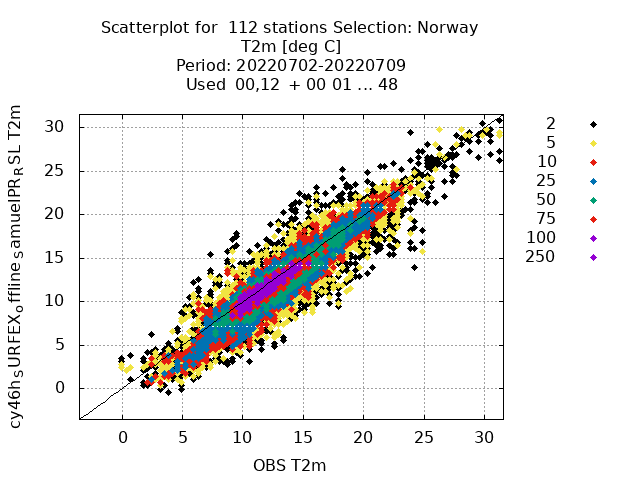 Scatterplot for 112 stations Selection: Norway
T2m [deg C]
Period: 20220702-20220709
Used 00,12 + 00 01 ... 48
cy46h_SURFEX_offline_samuelPR_RSL T2m
30
25
20
15
10
5
0
0 5 10 15 20 25 30
OBS T2m
2
5
10
25
50
75
100
250